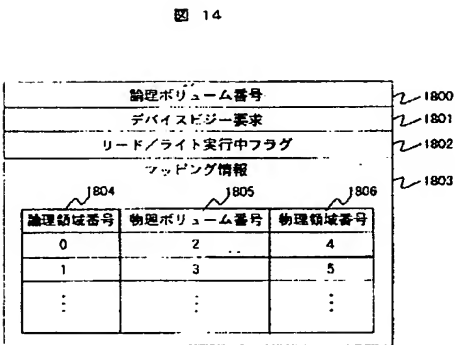 図 14
論理ボリューム番号 1800
デバイスビジー要求 1801
リード/ライト実行中フラグ 1802
マッピング情報 1803
1804 1805 1806
論理領域番号 物理ボリューム番号 物理領域番号
0 2 4
1 3 5
⋮ ⋮ ⋮